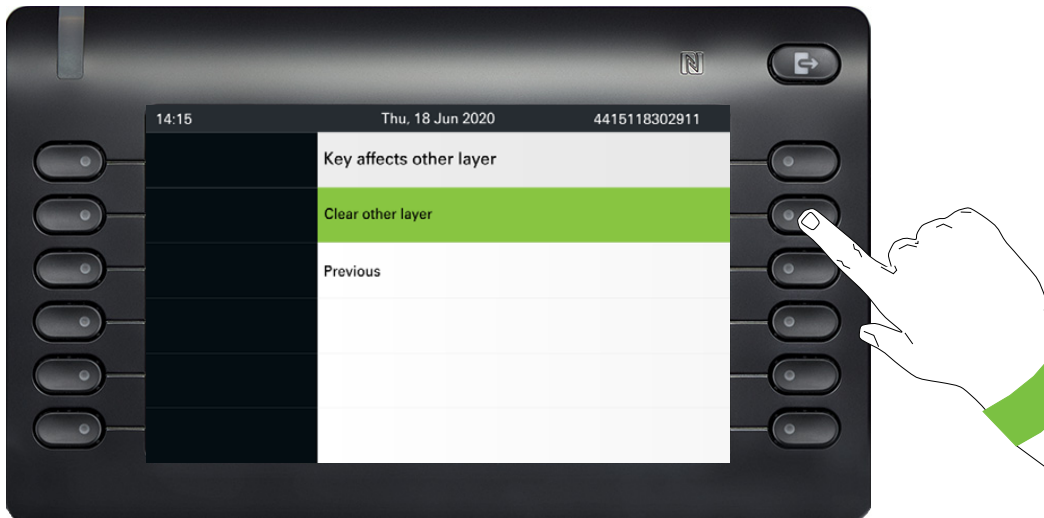 14:15 Thu, 18 Jun 2020 4415118302911
Key affects other layer
Clear other layer
Previous